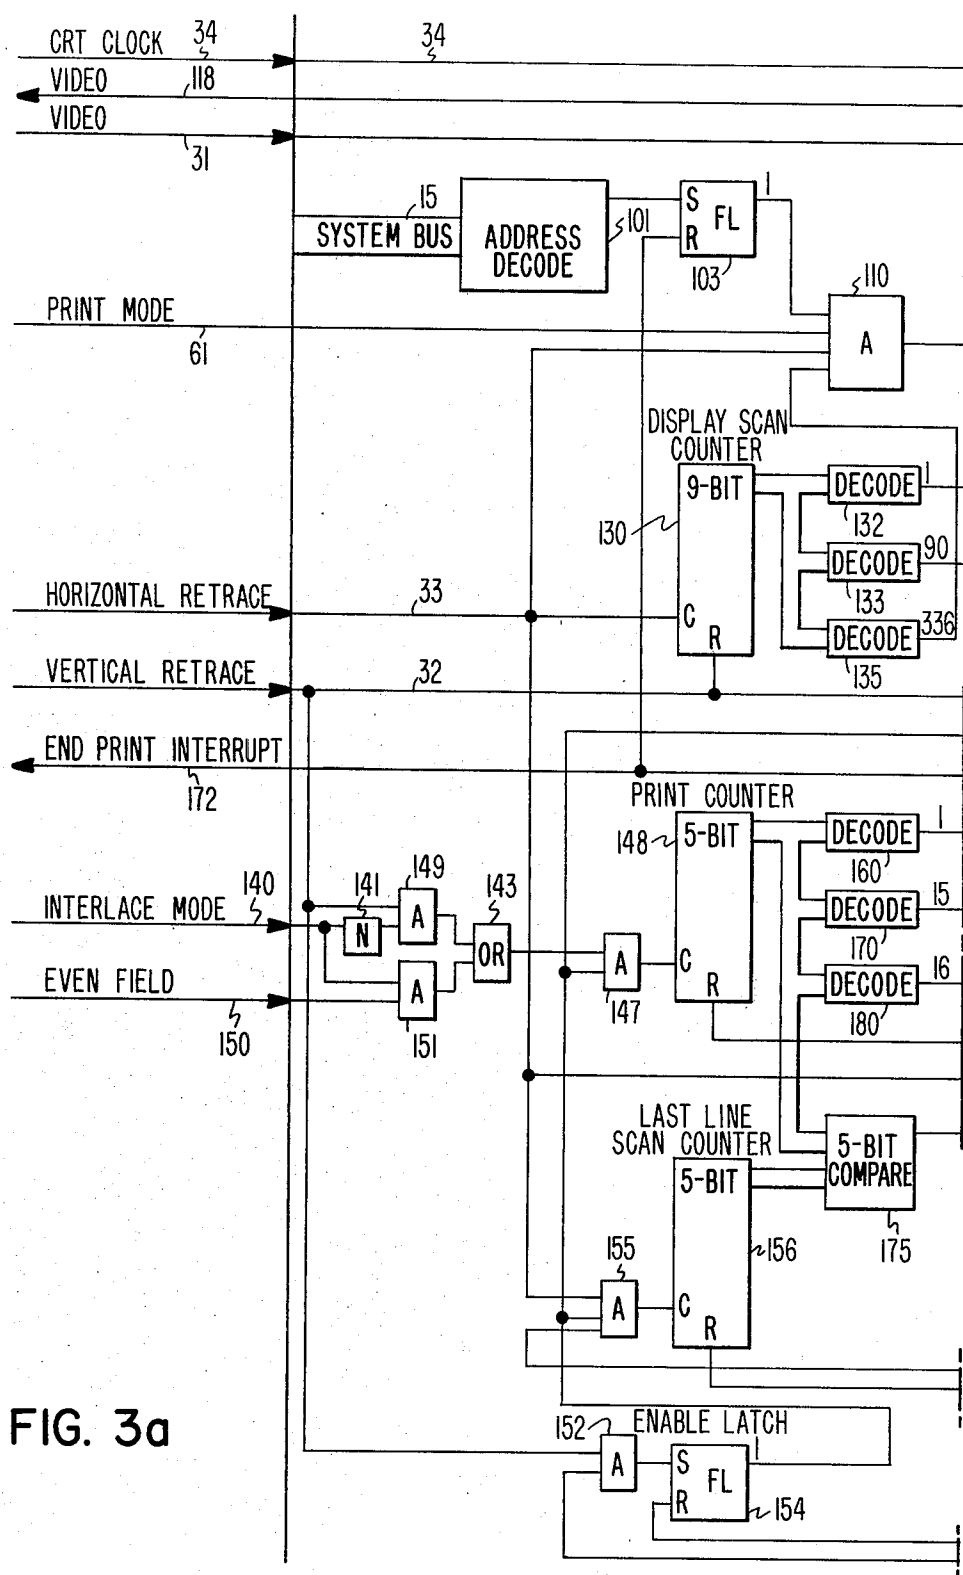 CRT CLOCK 34 34
VIDEO 118
VIDEO
31
15
SYSTEM BUS
ADDRESS
DECODE
101
S
R
FL
1
103
PRINT MODE
61
110
A
DISPLAY SCAN
COUNTER
9-BIT
130
C
R
DECODE 1
132
DECODE 90
133
DECODE 336
135
HORIZONTAL RETRACE 33
VERTICAL RETRACE 32
END PRINT INTERRUPT
172
PRINT COUNTER
5-BIT
148
C
R
DECODE 1
160
DECODE 15
170
DECODE 16
180
INTERLACE MODE 140
141
N
149
A
143
OR
A
147
EVEN FIELD
150
A
151
LAST LINE
SCAN COUNTER
5-BIT
156
C
R
5-BIT
COMPARE
175
155
A
FIG. 3a
152
A
ENABLE LATCH
S
R
FL
1
154